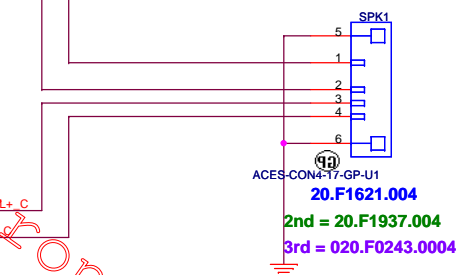 SPK1
5
1
2
3
4
6
ACES-CON4-17-GP-U1
20.F1621.004
2nd = 20.F1937.004
L+_C
3rd = 020.F0243.0004